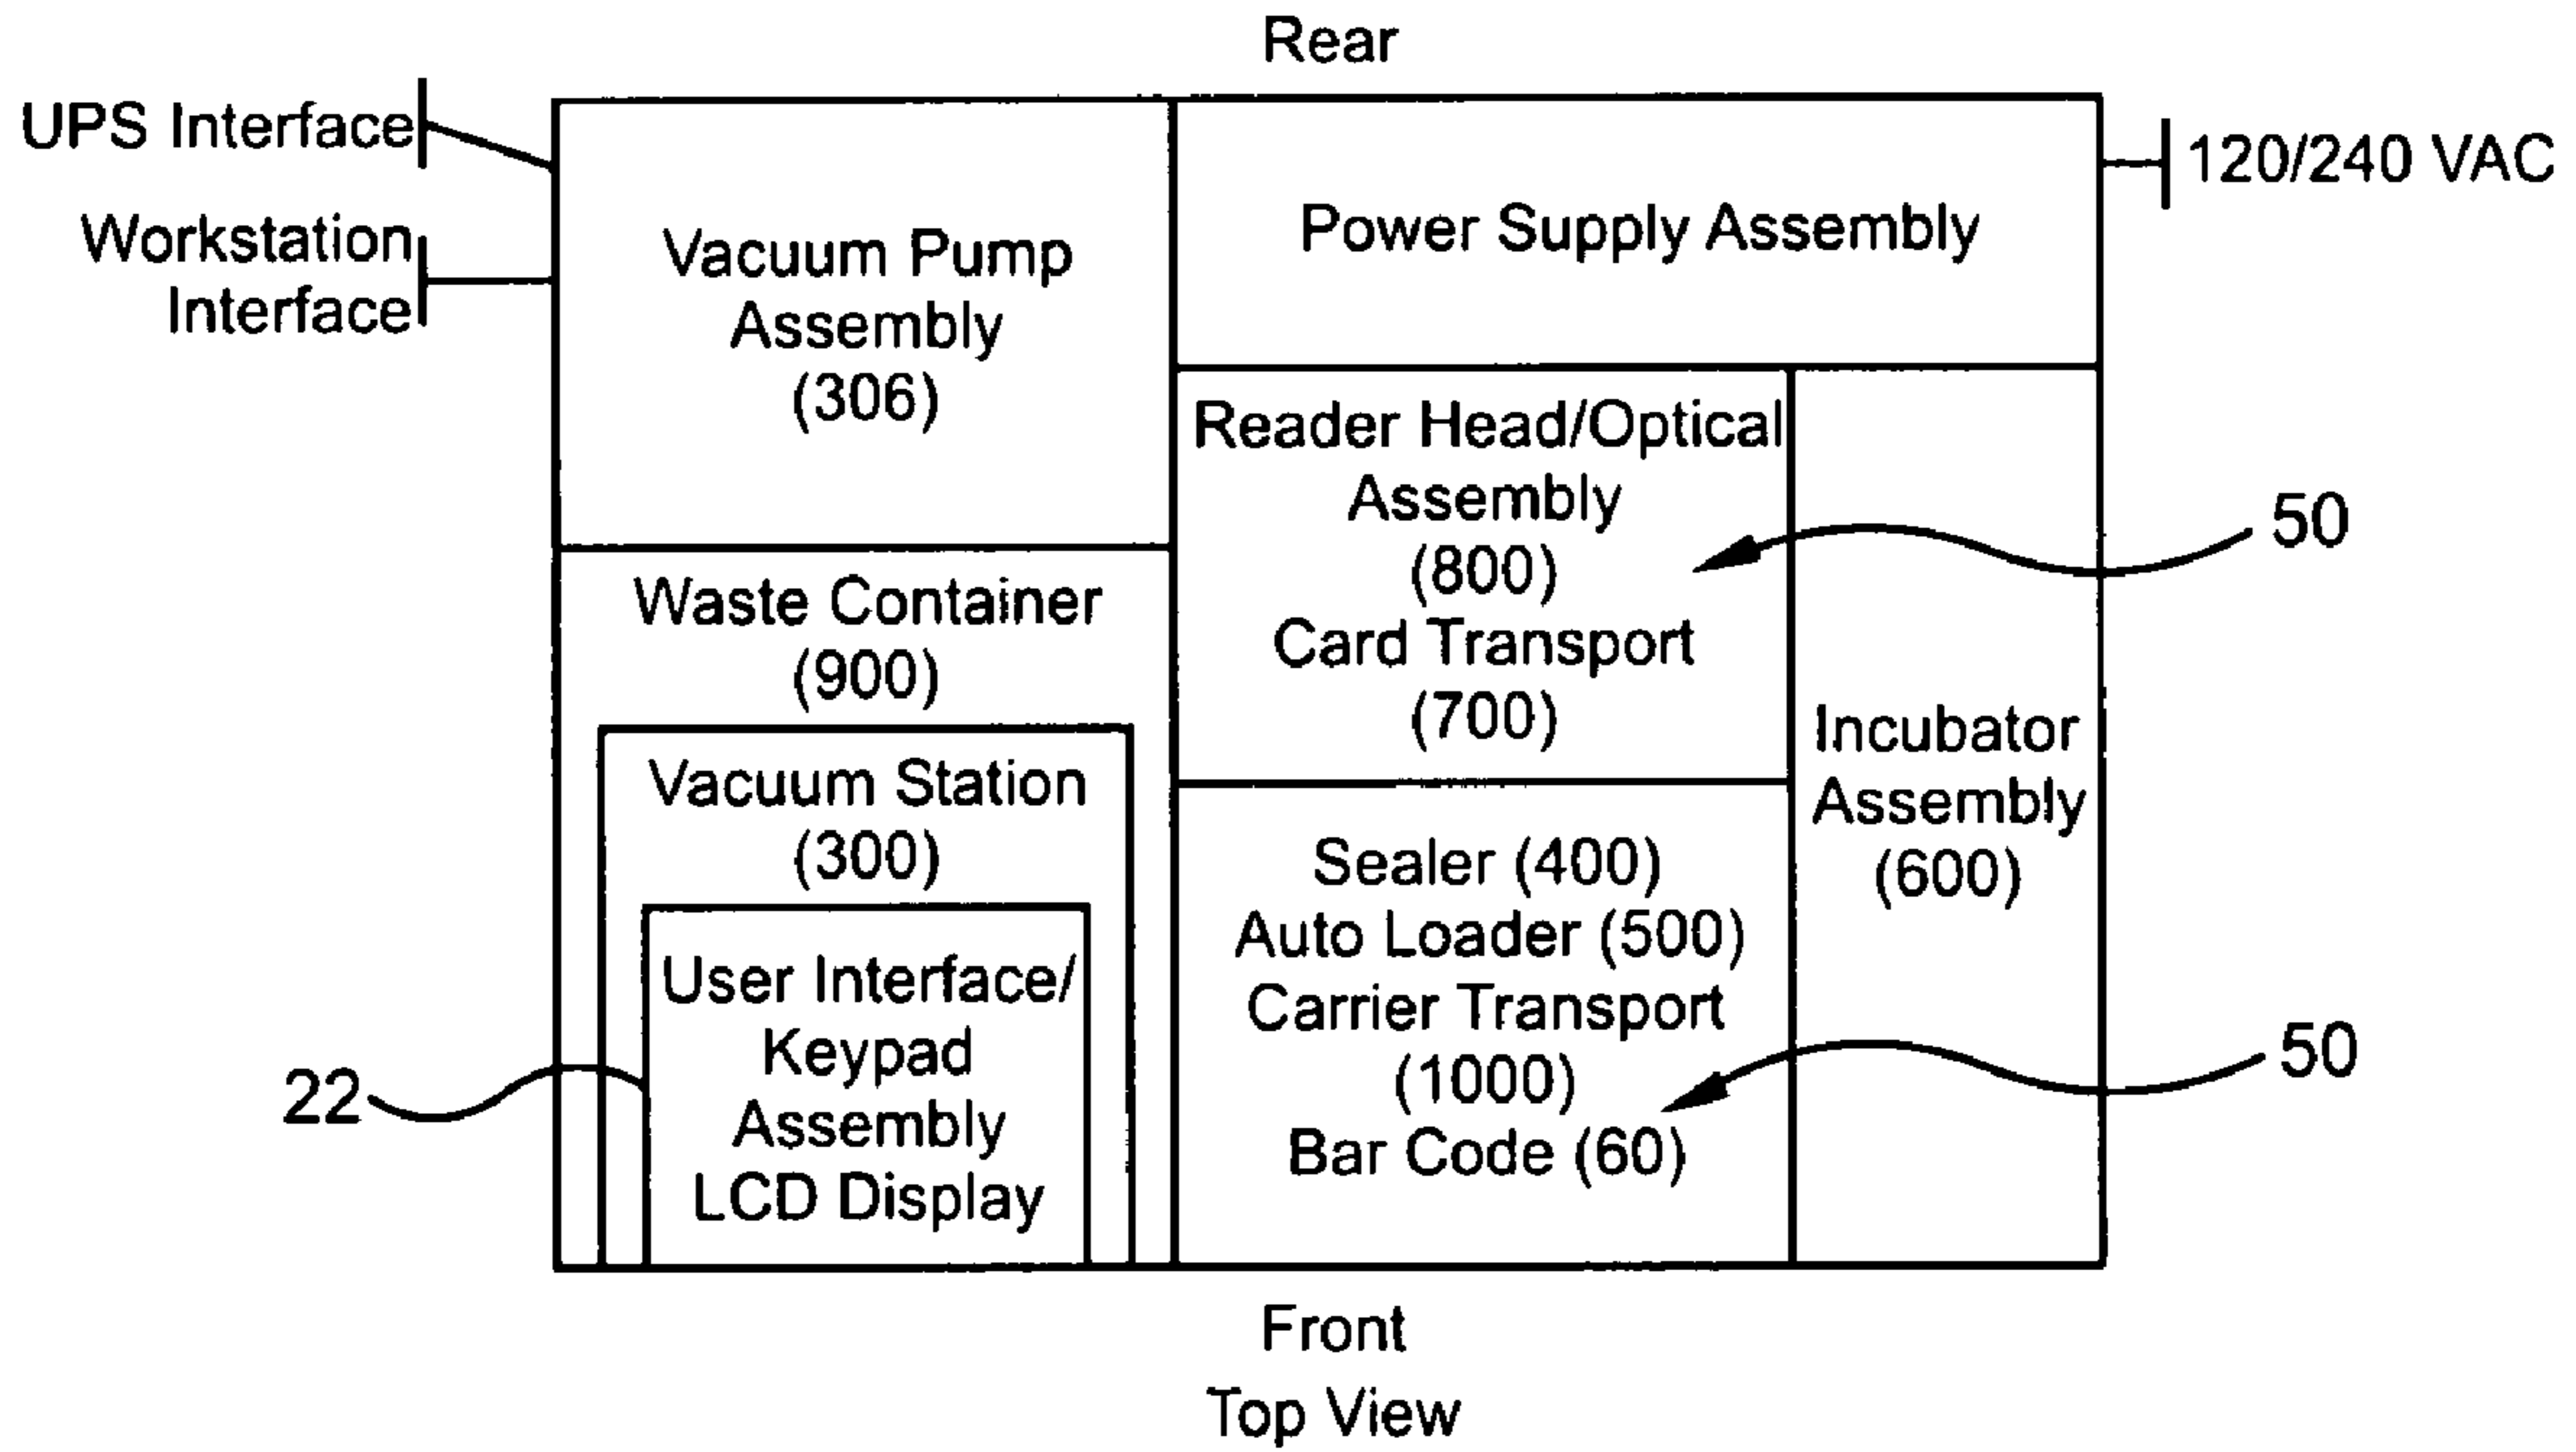 Rear
UPS Interface
Workstation
Interface
120/240 VAC
Vacuum Pump
Assembly
(306)
Power Supply Assembly
Waste Container
(900)
Vacuum Station
(300)
User Interface/
Keypad
Assembly
LCD Display
22
Reader Head/Optical
Assembly
(800)
Card Transport
(700)
50
Sealer (400)
Auto Loader (500)
Carrier Transport
(1000)
Bar Code (60)
50
Incubator
Assembly
(600)
Front
Top View